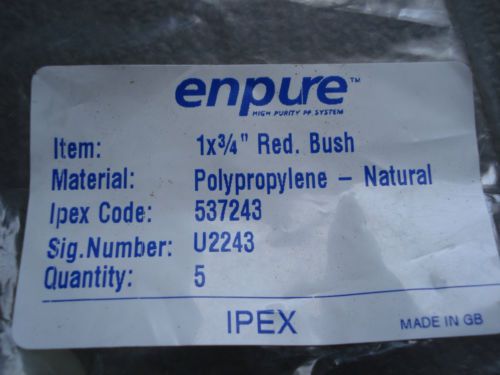 enpure™
HIGH PURITY PP SYSTEM
Item: 1x3/4" Red. Bush
Material: Polypropylene – Natural
Ipex Code: 537243
Sig.Number: U2243
Quantity: 5
IPEX
MADE IN GB